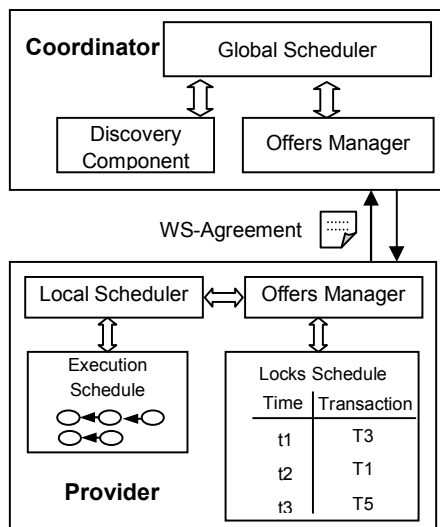 Coordinator
Global Scheduler
Discovery
Component
Offers Manager
WS-Agreement
Local Scheduler
Offers Manager
Execution
Schedule
Locks Schedule
Time Transaction
t1 T3
t2 T1
t3 T5
Provider